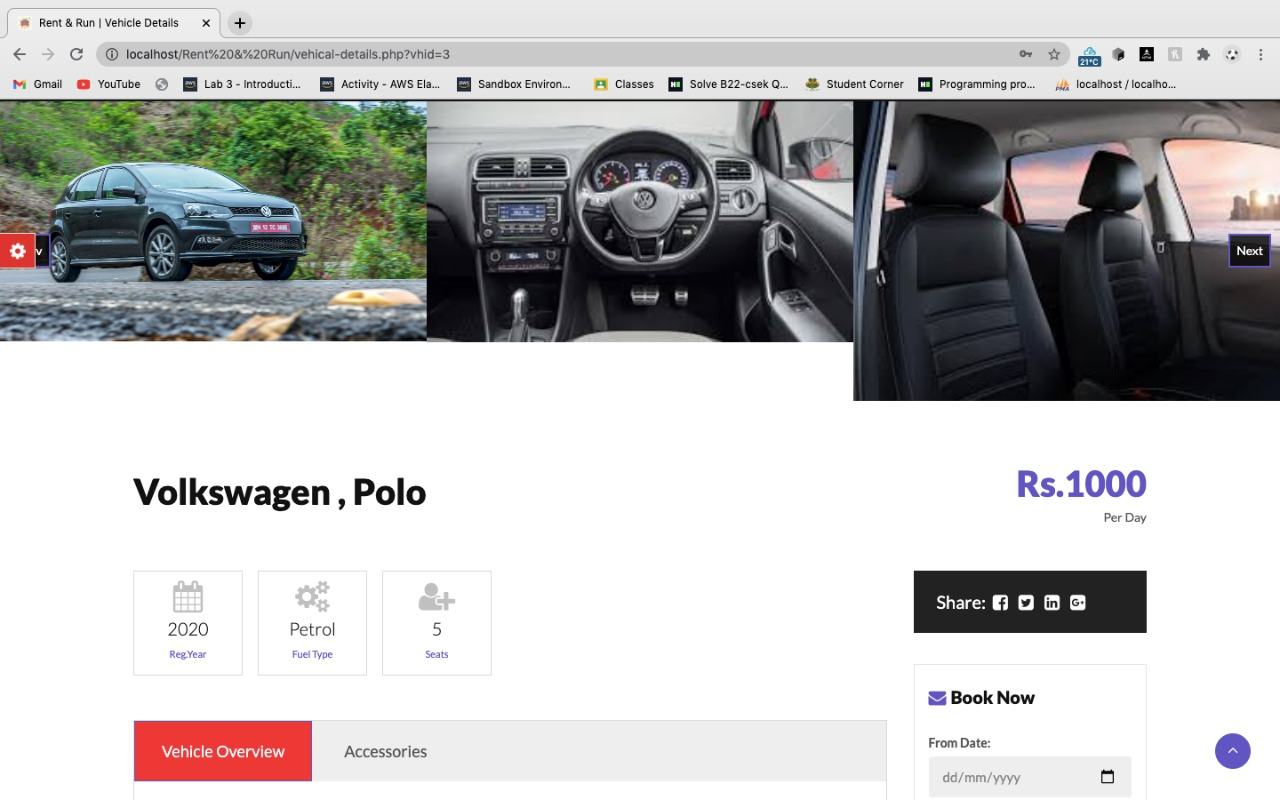 Rent & Run | Vehicle Details
localhost/Rent%20&%20Run/vehical-details.php?vhid=3
21°C
Gmail
YouTube
Lab 3 - Introducti...
Activity - AWS Ela...
Sandbox Environ...
Classes
Solve B22-csek Q...
Student Corner
Programming pro...
localhost / localho...
v
Next
Volkswagen , Polo
Rs.1000
Per Day
2020
Reg.Year
Petrol
Fuel Type
5
Seats
Share:
Vehicle Overview
Accessories
Book Now
From Date:
dd/mm/yyyy